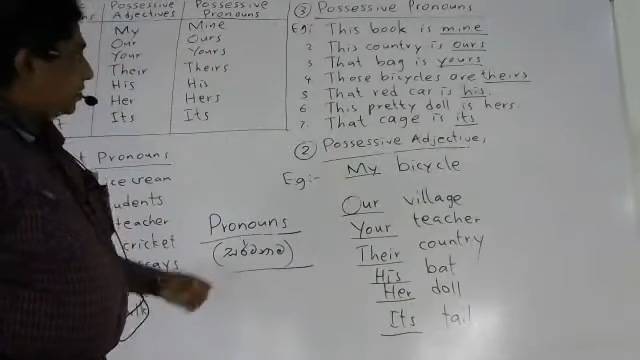 Possessive Adjectives
Possessive Pronouns
My Mine
Our Ours
Your Yours
Their Theirs
His His
Her Hers
Its Its
Pronouns
ice cream
teacher
cricket
Pronouns
③ Possessive Pronouns
Eg: This book is mine
2 This country is ours
3 That bag is yours
4 Those bicycles are theirs
5 That red car is his.
6. This pretty doll is hers.
7. That cage is its
② Possessive Adjective,
Eg:- My bicycle
Our village
Your teacher
Their country
His bat
Her doll
Its tail